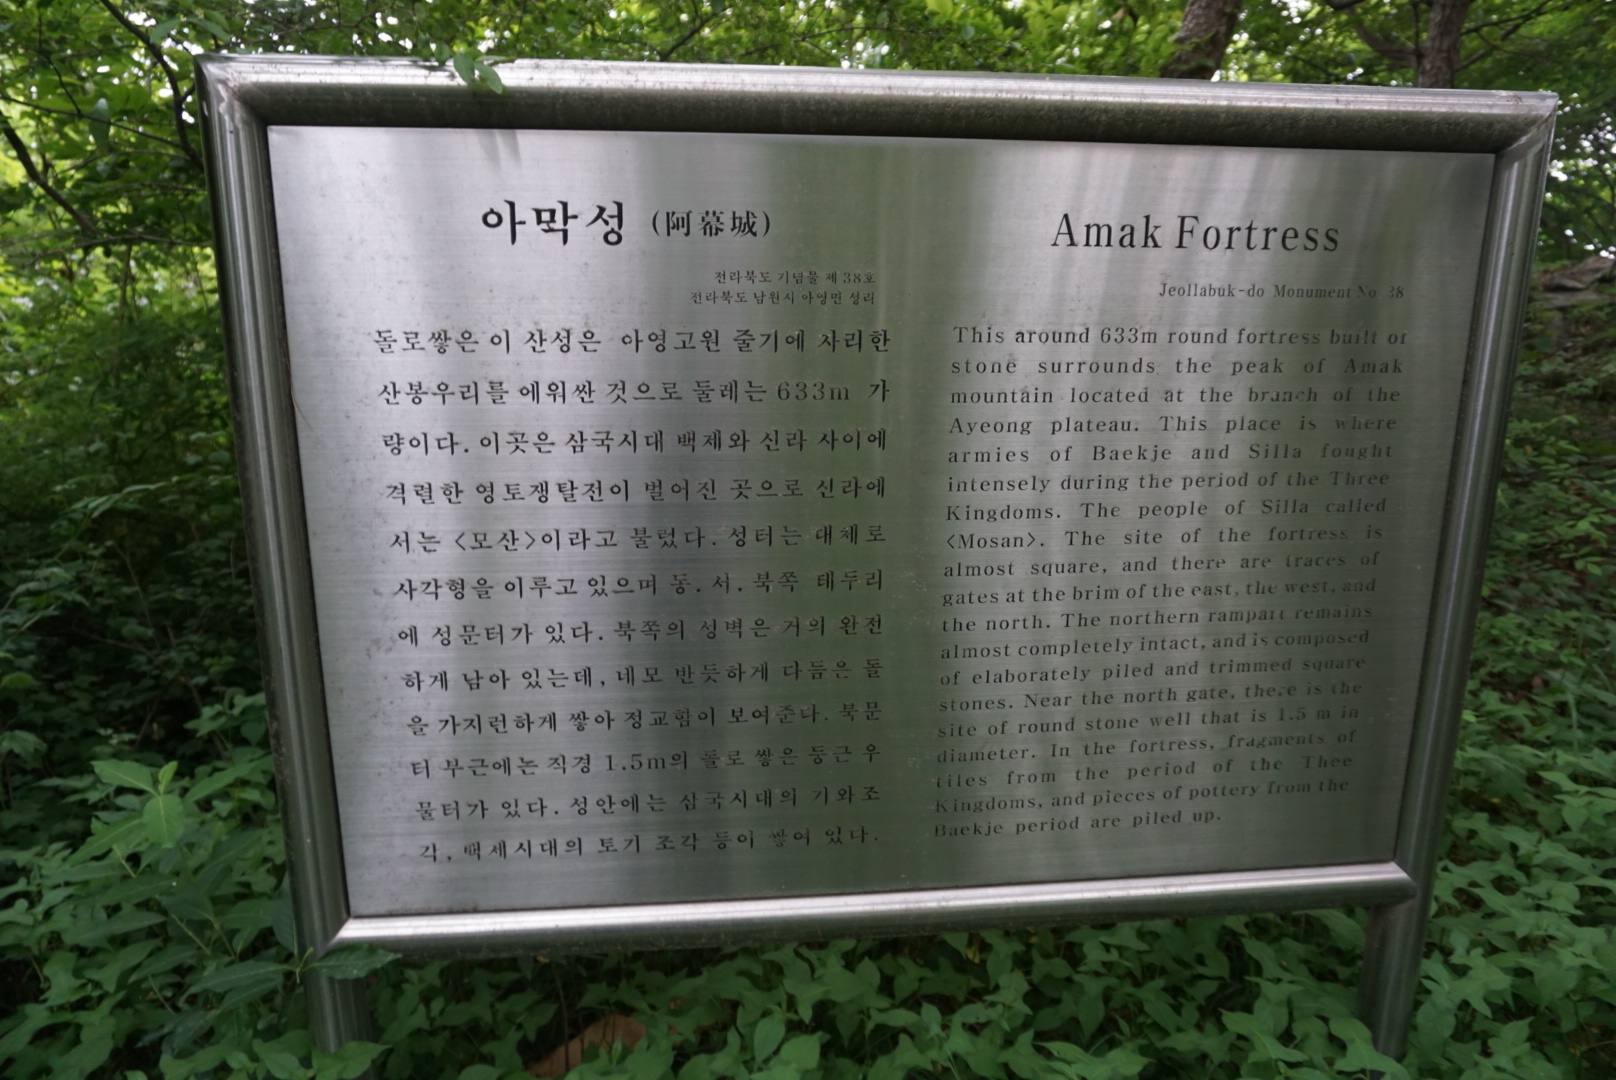 아막성 (阿幕城)
전라북도 기념물 제 38호
전라북도 남원시 아영면 성리
돌로쌓은 이 산성은 아영고원 줄기에 자리한
산봉우리를 에워싼 것으로 둘레는 633m 가
량이다. 이곳은 삼국시대 백제와 신라 사이에
격렬한 영토쟁탈전이 벌어진 곳으로 신라에
서는 <모산>이라고 불렀다. 성터는 대체로
사각형을 이루고 있으며 동. 서. 북쪽 테두리
에 성문터가 있다. 북쪽의 성벽은 거의 완전
하게 남아 있는데, 네모 반듯하게 다듬은 돌
을 가지런하게 쌓아 정교함이 보여준다. 북문
터 부근에는 직경 1.5m의 돌로 쌓은 둥근 우
물터가 있다. 성안에는 삼국시대의 기와조
각, 백제시대의 토기 조각 등이 쌓여 있다.
Amak Fortress
Jeollabuk-do Monument No 38
This around 633m round fortress built of
stone surrounds the peak of Amak
mountain located at the branch of the
Ayeong plateau. This place is where
armies of Baekje and Silla fought
intensely during the period of the Three
Kingdoms. The people of Silla called
<Mosan>. The site of the fortress is
almost square, and there are traces of
gates at the brim of the east, the west, and
the north. The northern rampart remains
almost completely intact, and is composed
of elaborately piled and trimmed square
stones. Near the north gate, there is the
site of round stone well that is 1.5 m in
diameter. In the fortress, fragments of
tiles from the period of the Thee
Kingdoms, and pieces of pottery from the
Baekje period are piled up.